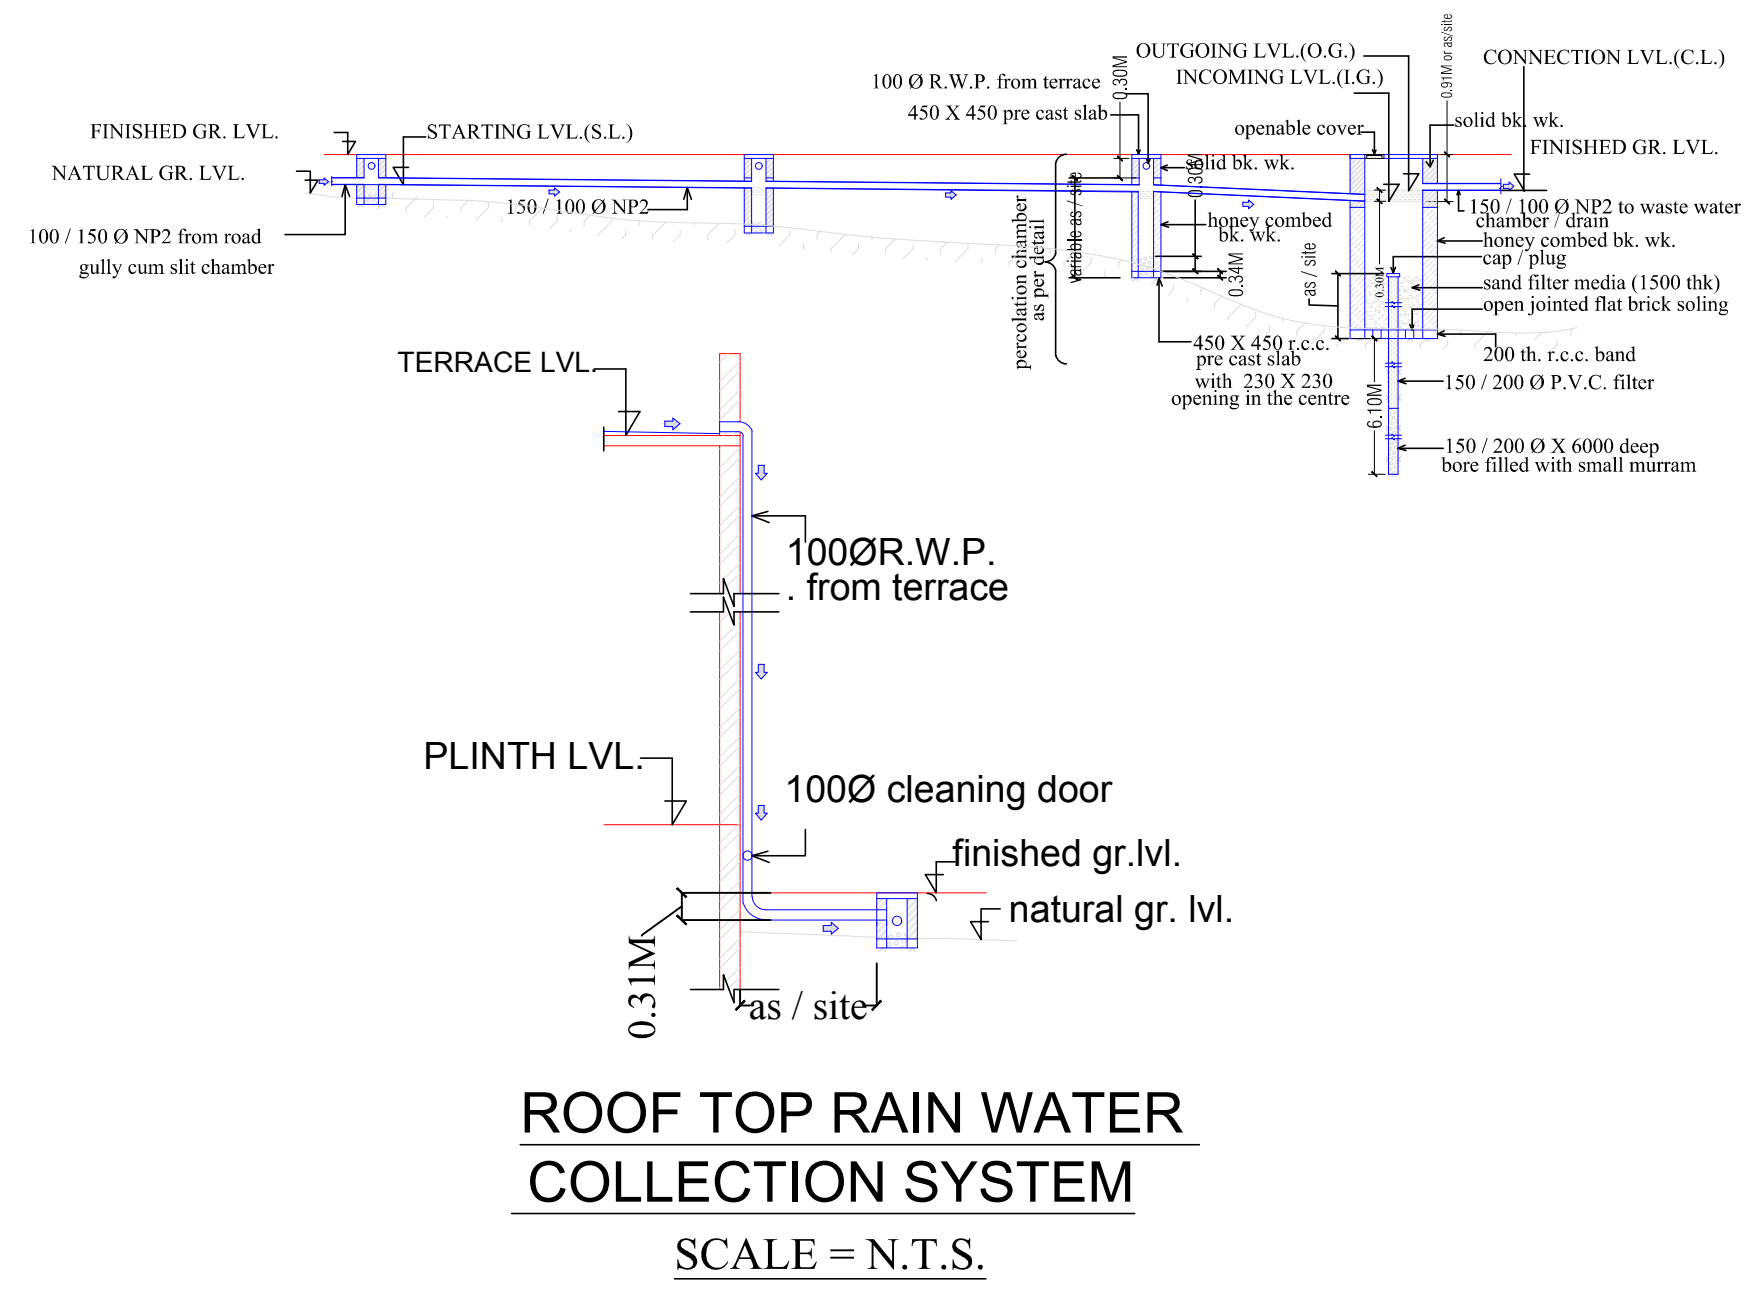 OUTGOING LVL.(O.G.)
CONNECTION LVL.(C.L.)
INCOMING LVL.(I.G.)
100 Ø R.W.P. from terrace
450 X 450 pre cast slab
0.30M
0.91M or as/site
openable cover
solid bk. wk.
FINISHED GR. LVL.
STARTING LVL.(S.L.)
FINISHED GR. LVL.
NATURAL GR. LVL.
solid bk. wk.
0.30M
variable as / site
150 / 100 Ø NP2
150 / 100 Ø NP2 to waste water
chamber / drain
honey combed
bk. wk.
100 / 150 Ø NP2 from road
gully cum slit chamber
honey combed bk. wk.
cap / plug
percolation chamber
as per detail
0.34M
as / site
0.30M
sand filter media (1500 thk)
open jointed flat brick soling
450 X 450 r.c.c.
pre cast slab
with 230 X 230
opening in the centre
200 th. r.c.c. band
150 / 200 Ø P.V.C. filter
6.10M
150 / 200 Ø X 6000 deep
bore filled with small murram
TERRACE LVL.
100ØR.W.P.
. from terrace
PLINTH LVL.
100Ø cleaning door
finished gr.lvl.
natural gr. lvl.
0.31M
as / site
ROOF TOP RAIN WATER
COLLECTION SYSTEM
SCALE = N.T.S.